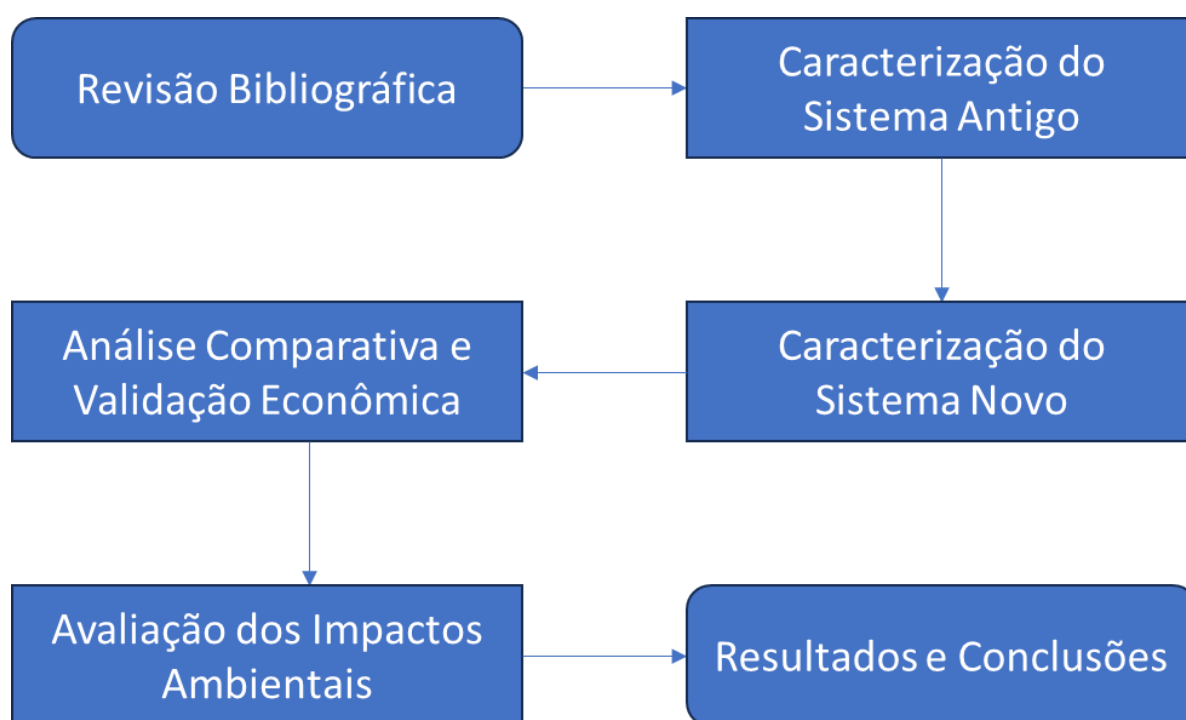 Revisão Bibliográfica
Caracterização do
Sistema Antigo
Análise Comparativa e
Validação Econômica
Caracterização do
Sistema Novo
Avaliação dos Impactos
Ambientais
Resultados e Conclusões